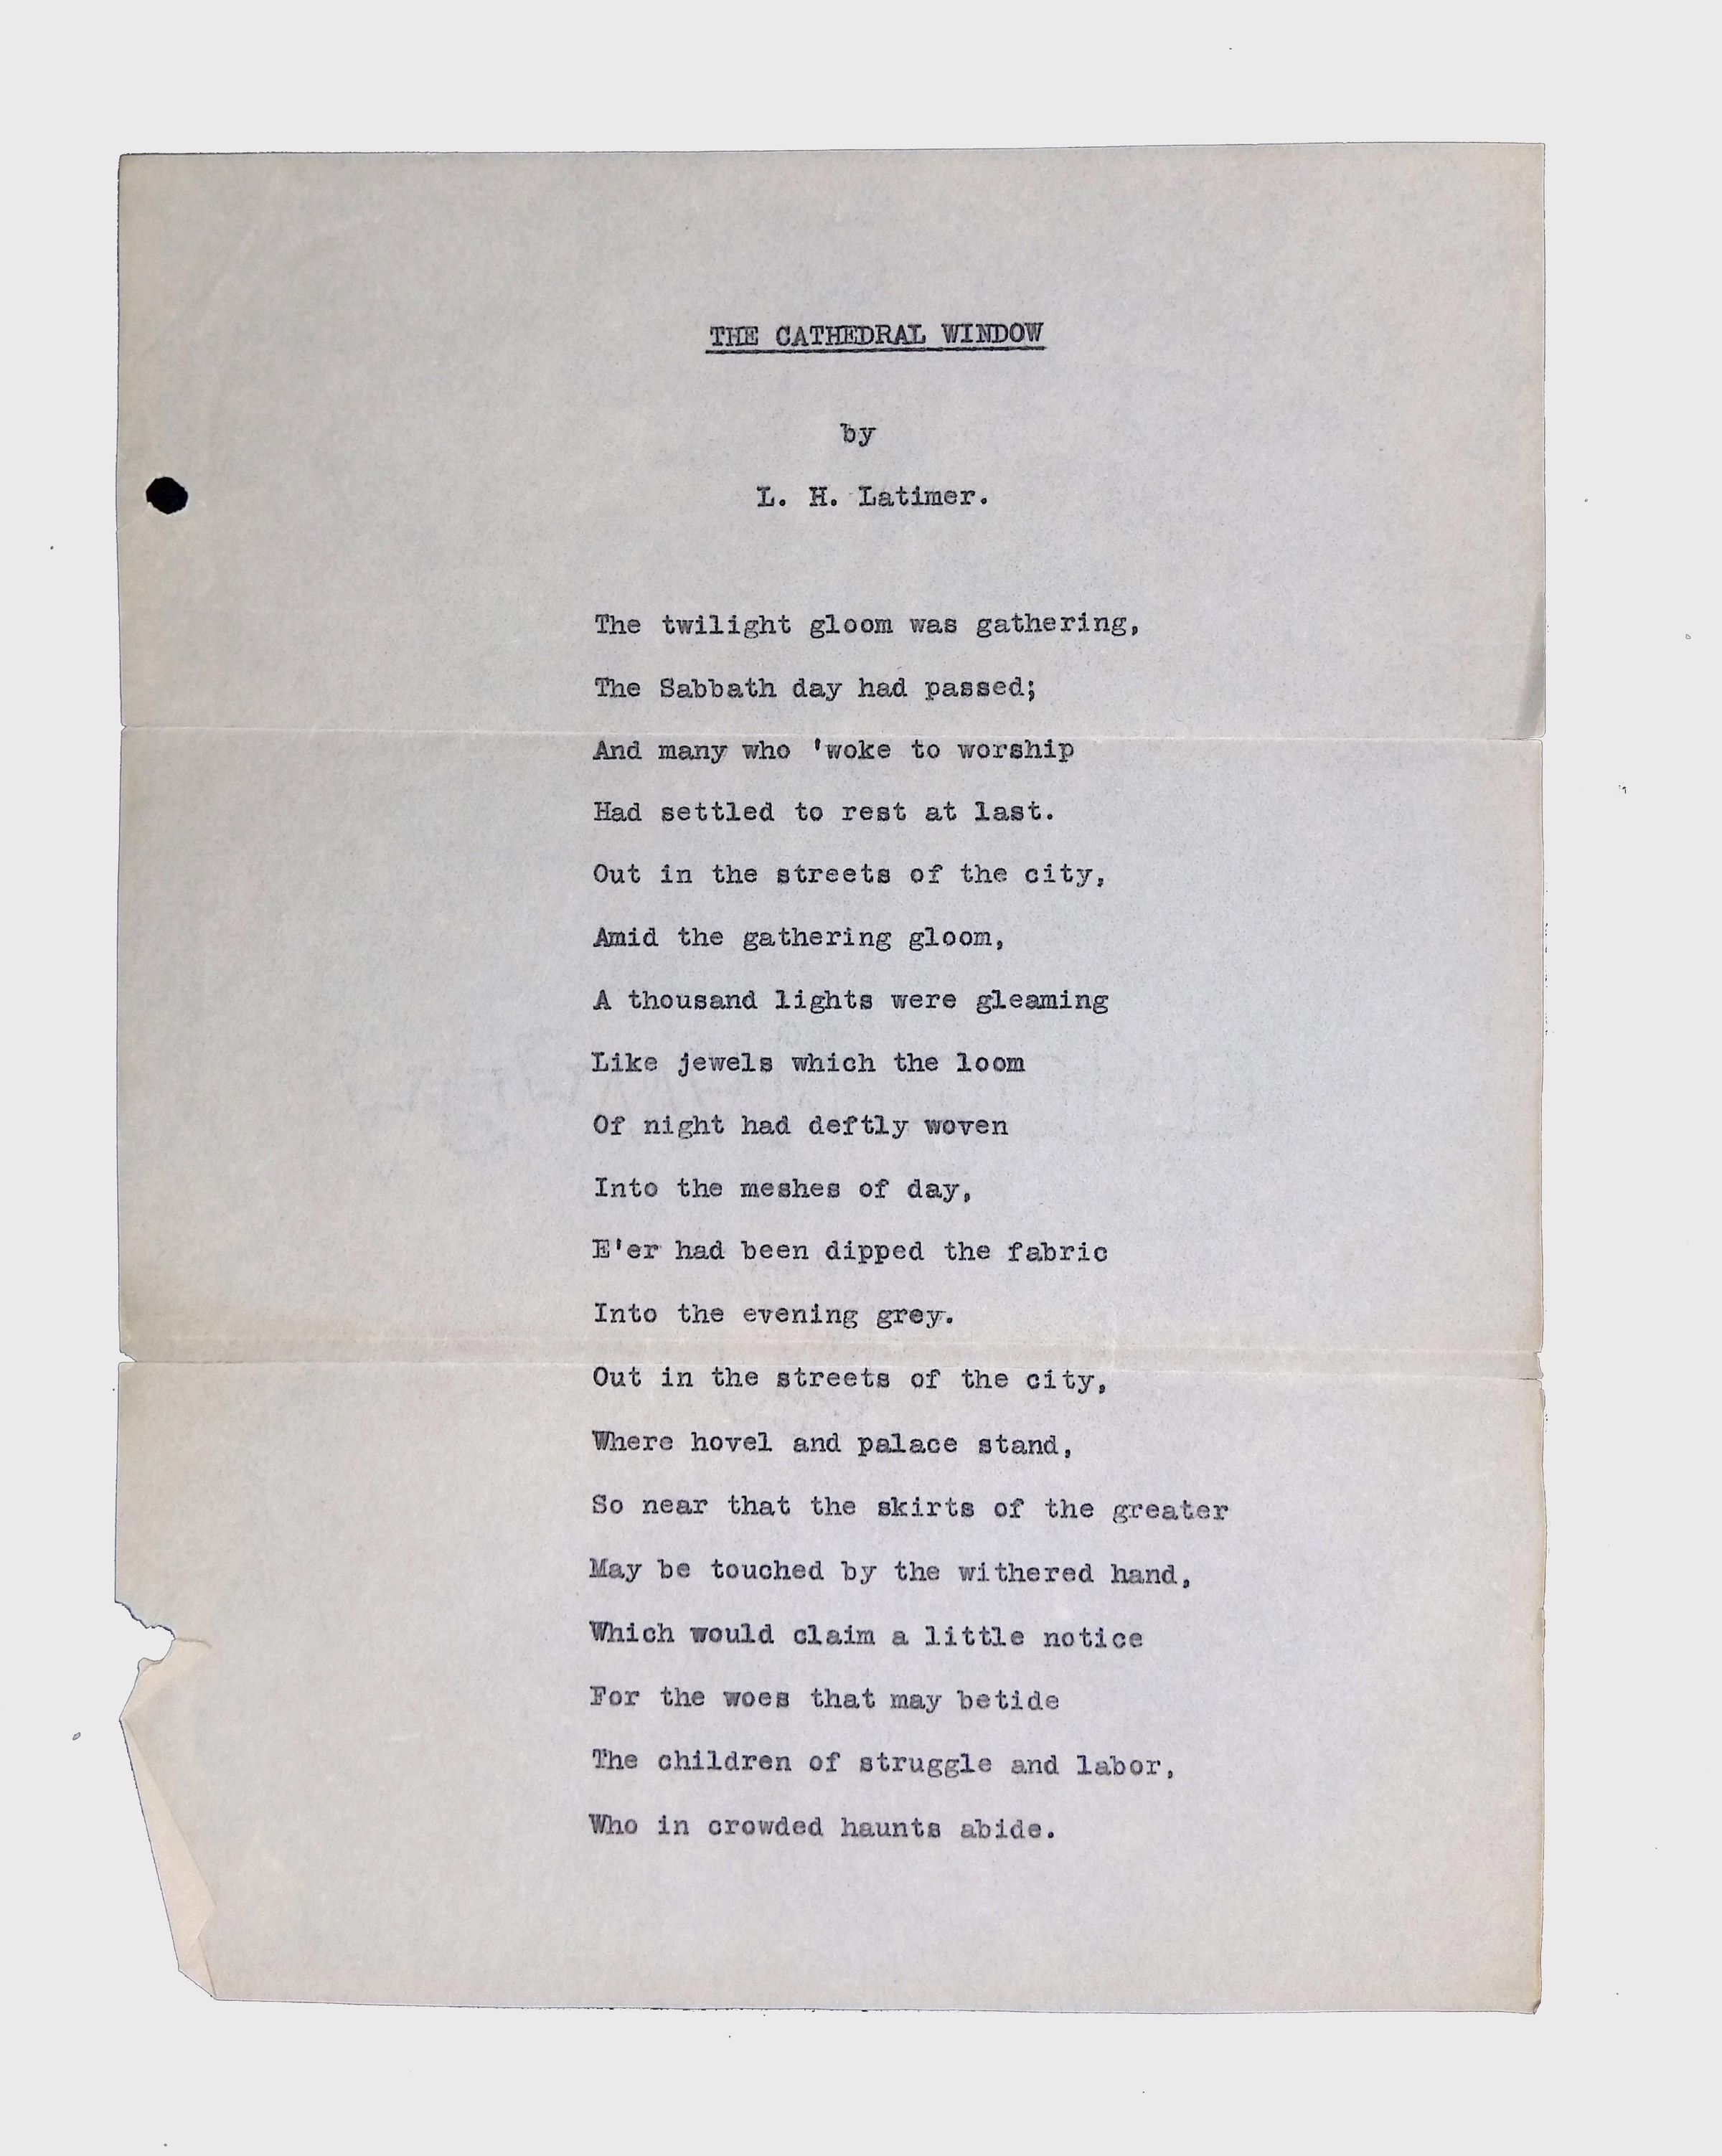 THE CATHEDRAL WINDOW
by
L. H. Latimer.
The twilight gloom was gathering,
The Sabbath day had passed;
And many who 'woke to worship
Had settled to rest at last.
Out in the streets of the city,
Amid the gathering gloom,
A thousand lights were gleaming
Like jewels which the loom
Of night had deftly woven
Into the meshes of day,
E'er had been dipped the fabric
Into the evening grey.
Out in the streets of the city,
Where hovel and palace stand,
So near that the skirts of the greater
May be touched by the withered hand,
Which would claim a little notice
For the woes that may betide
The children of struggle and labor,
Who in crowded haunts abide.